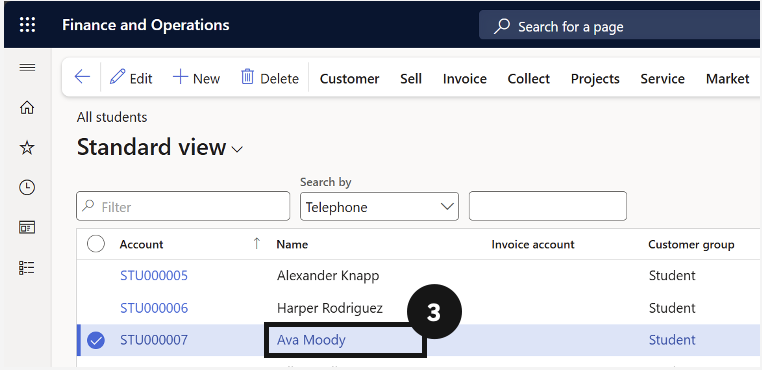 Finance and Operations
Search for a page
Edit New Delete Customer Sell Invoice Collect Projects Service Market
All students
Standard view
Search by
Filter
Telephone
Account Name Invoice account Customer group
STU000005 Alexander Knapp Student
STU000006 Harper Rodriguez Student
3
STU000007 Ava Moody Student